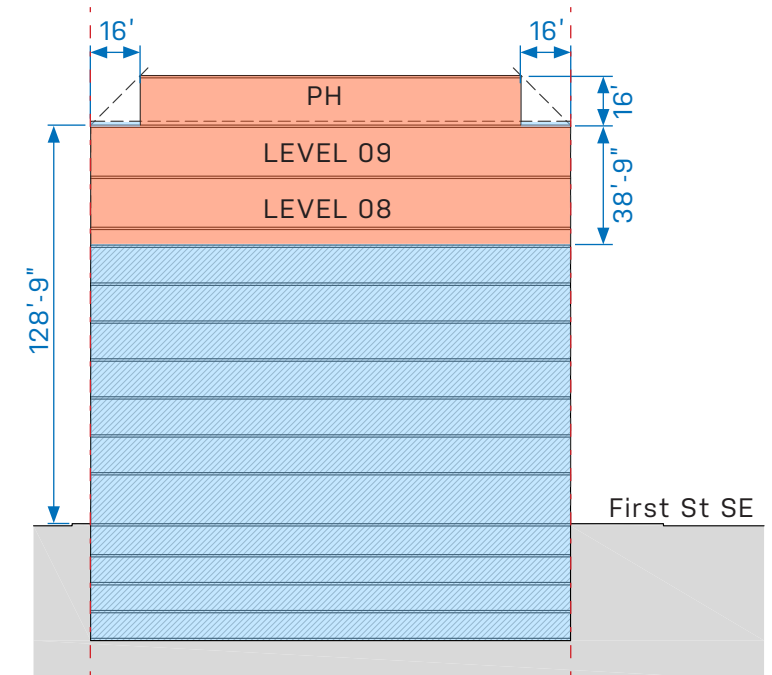 16'
16'
PH
16'
LEVEL 09
38'-9"
LEVEL 08
128'-9"
First St SE